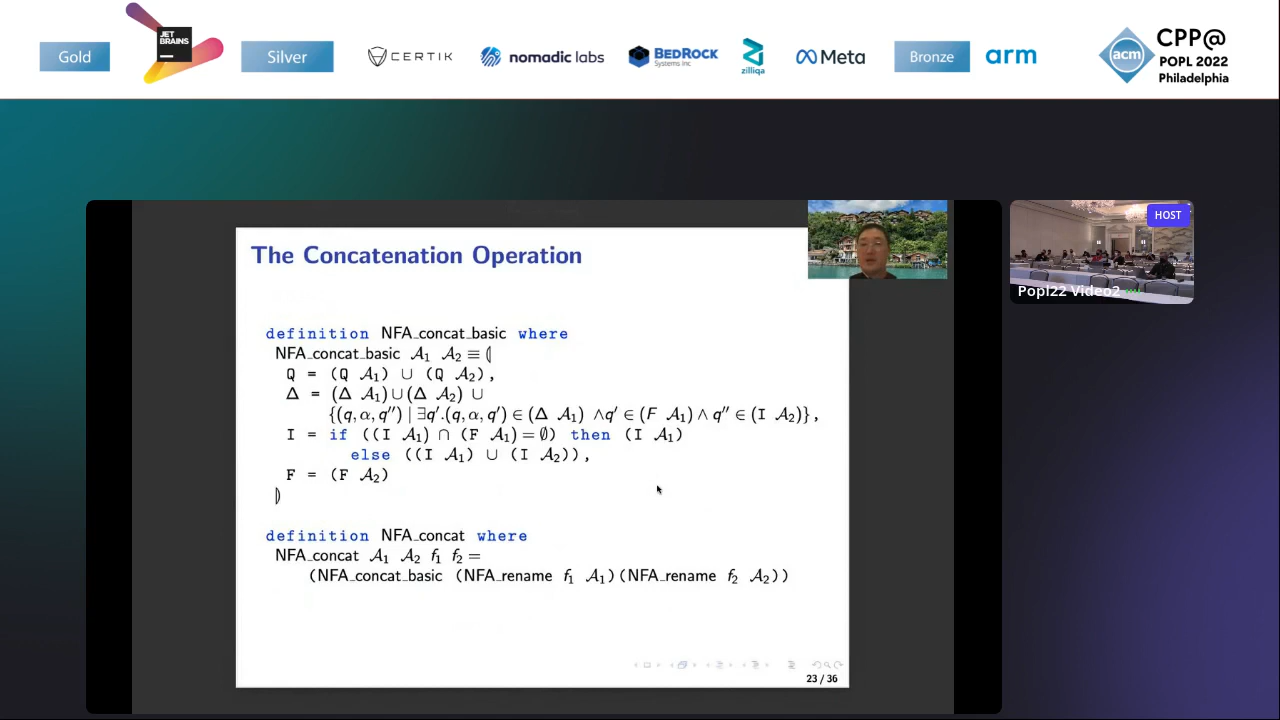 Gold
JET BRAINS
Silver
CERTIK
nomadic labs
BEDROCK
Systems Inc
zilliqa
Meta
Bronze
arm
acm
CPP@
POPL 2022
Philadelphia
HOST
Popl22 Video2
The Concatenation Operation
definition NFA_concat_basic where
NFA_concat_basic 𝒜₁ 𝒜₂ ≡ ⦇
Q = (Q 𝒜₁) ∪ (Q 𝒜₂),
Δ = (Δ 𝒜₁)∪(Δ 𝒜₂) ∪
{(q, α, q″) | ∃q′.(q, α, q′) ∈ (Δ 𝒜₁) ∧q′ ∈ (F 𝒜₁) ∧ q″ ∈ (I 𝒜₂)},
I = if ((I 𝒜₁) ∩ (F 𝒜₁) = ∅) then (I 𝒜₁)
else ((I 𝒜₁) ∪ (I 𝒜₂)),
F = (F 𝒜₂)
⦈
definition NFA_concat where
NFA_concat 𝒜₁ 𝒜₂ f₁ f₂ =
(NFA_concat_basic (NFA_rename f₁ 𝒜₁)(NFA_rename f₂ 𝒜₂))
23 / 36